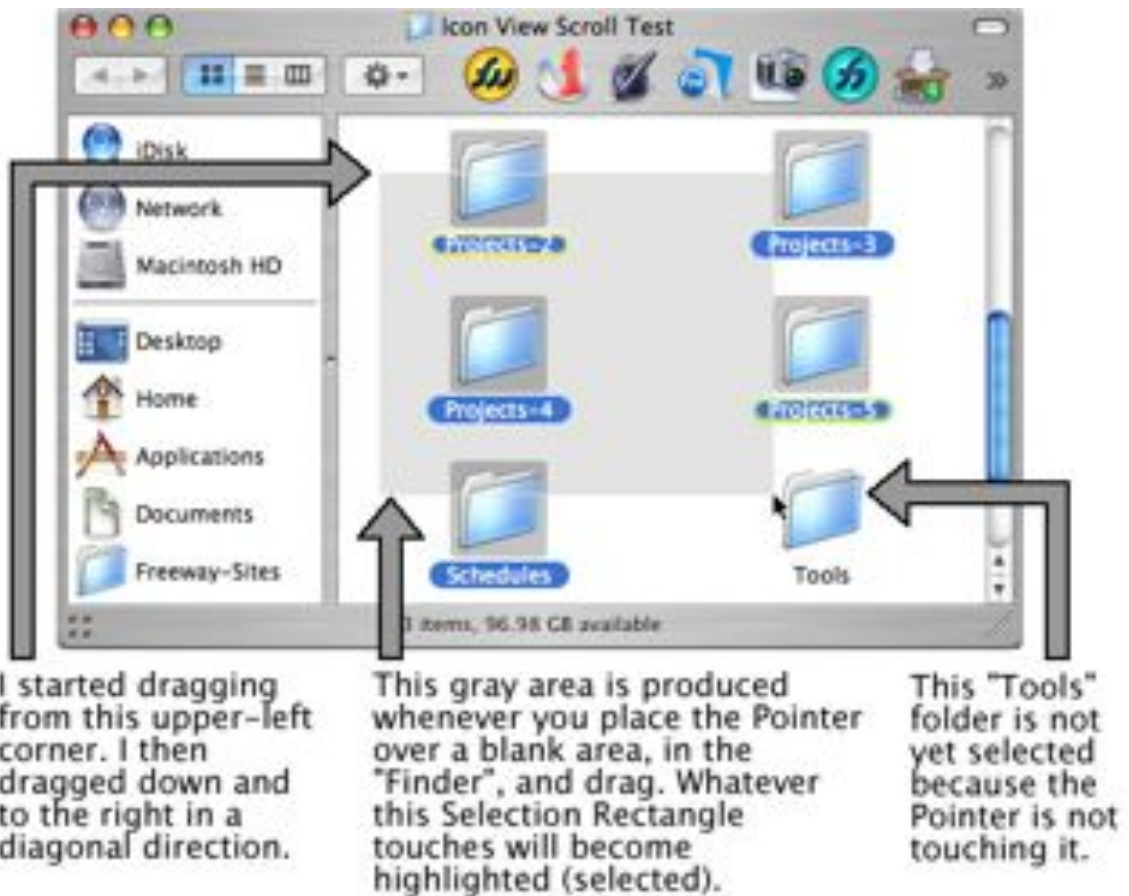 Icon View Scroll Test
iDisk
Network
Macintosh HD
Desktop
Home
Applications
Documents
Freeway-Sites
Projects-2
Projects-3
Projects-4
Projects-5
Schedules
Tools
items, 96.98 GB available
I started dragging
from this upper-left
corner. I then
dragged down and
to the right in a
diagonal direction.
This gray area is produced
whenever you place the Pointer
over a blank area, in the
"Finder", and drag. Whatever
this Selection Rectangle
touches will become
highlighted (selected).
This "Tools"
folder is not
yet selected
because the
Pointer is not
touching it.